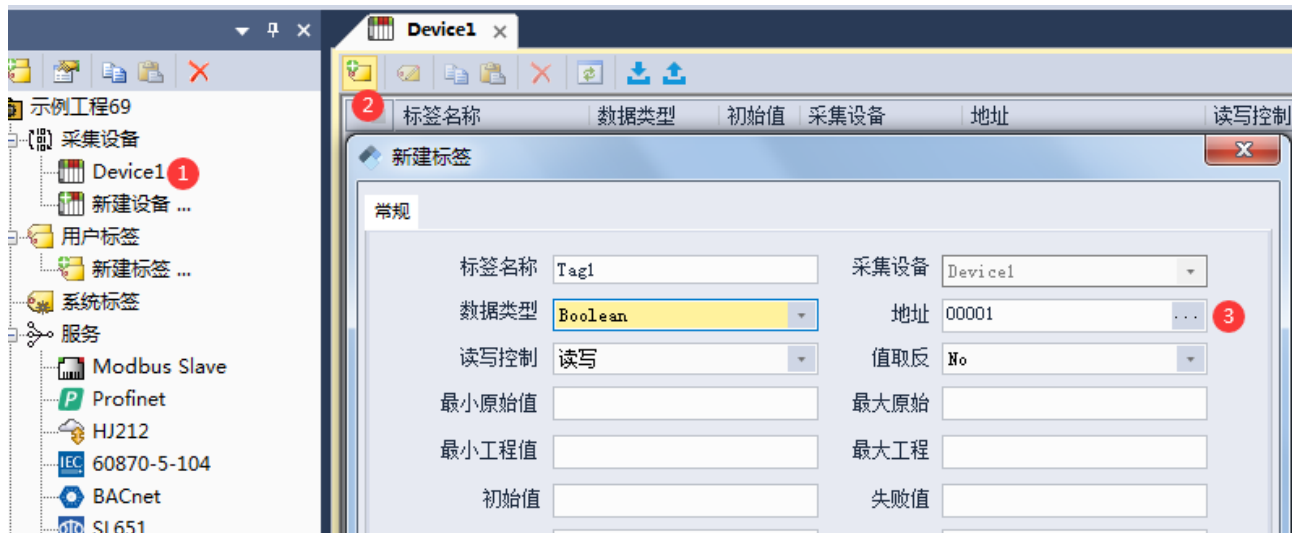 Device1
示例工程69
采集设备
Device1 1
新建设备 ...
用户标签
新建标签 ...
系统标签
服务
Modbus Slave
Profinet
HJ212
IEC 60870-5-104
BACnet
SL651
2 标签名称 数据类型 初始值 采集设备 地址 读写控制
新建标签
常规
标签名称 Tag1 采集设备 Device1
数据类型 Boolean 地址 00001 ... 3
读写控制 读写 值取反 No
最小原始值 最大原始
最小工程值 最大工程
初始值 失败值